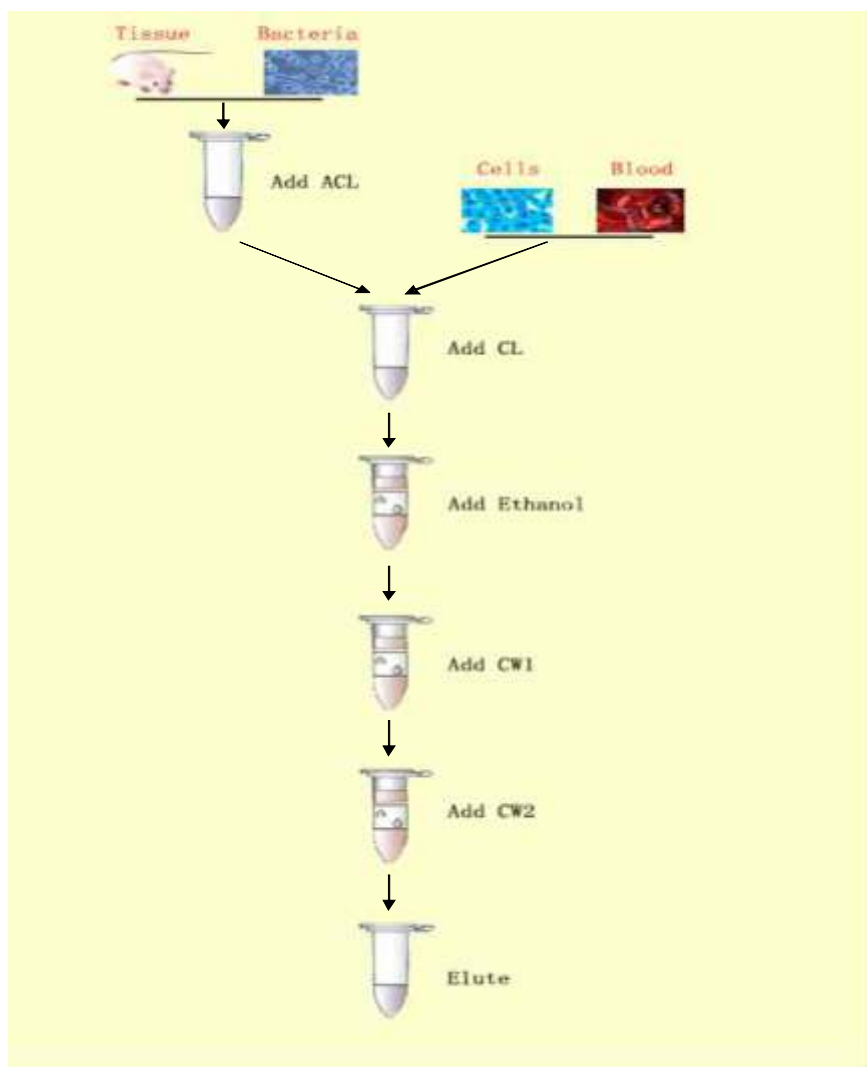 Tissue
Bacteria
Add ACL
Cells
Blood
Add CL
Add Ethanol
Add CW1
Add CW2
Elute